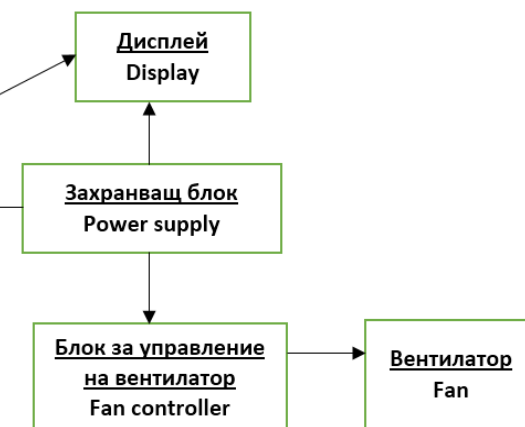 Дисплей
Display
Захранващ блок
Power supply
Блок за управление
на вентилатор
Fan controller
Вентилатор
Fan